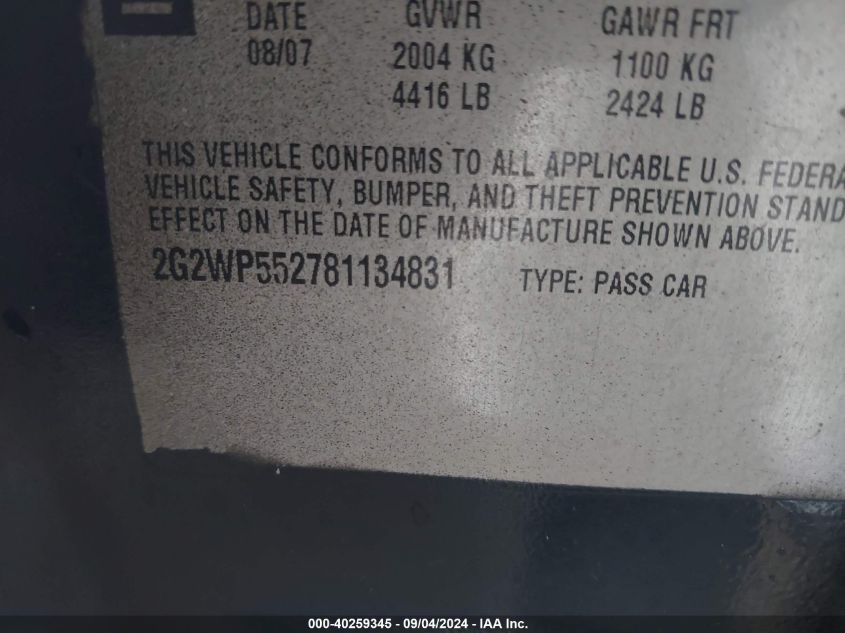 DATE GVWR GAWR FRT
08/07 2004 KG 1100 KG
4416 LB 2424 LB
THIS VEHICLE CONFORMS TO ALL APPLICABLE U.S. FEDERA
VEHICLE SAFETY, BUMPER, AND THEFT PREVENTION STAND
EFFECT ON THE DATE OF MANUFACTURE SHOWN ABOVE.
2G2WP552781134831 TYPE: PASS CAR
000-40259345 - 09/04/2024 - IAA Inc.